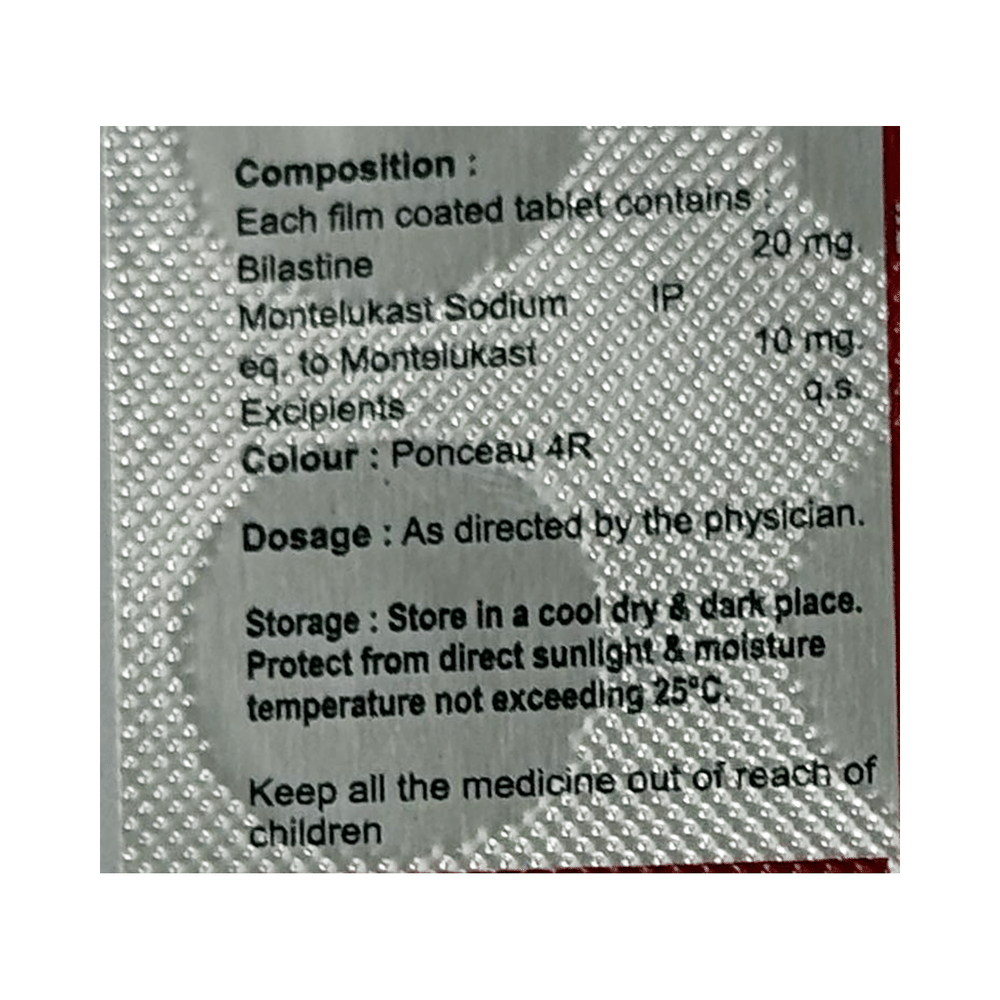 Composition :
Each film coated tablet contains :
Bilastine 20 mg.
Montelukast Sodium IP
eq. to Montelukast 10 mg.
Excipients q.s.
Colour : Ponceau 4R
Dosage : As directed by the physician.
Storage : Store in a cool dry & dark place.
Protect from direct sunlight & moisture
temperature not exceeding 25°C.
Keep all the medicine out of reach of
children